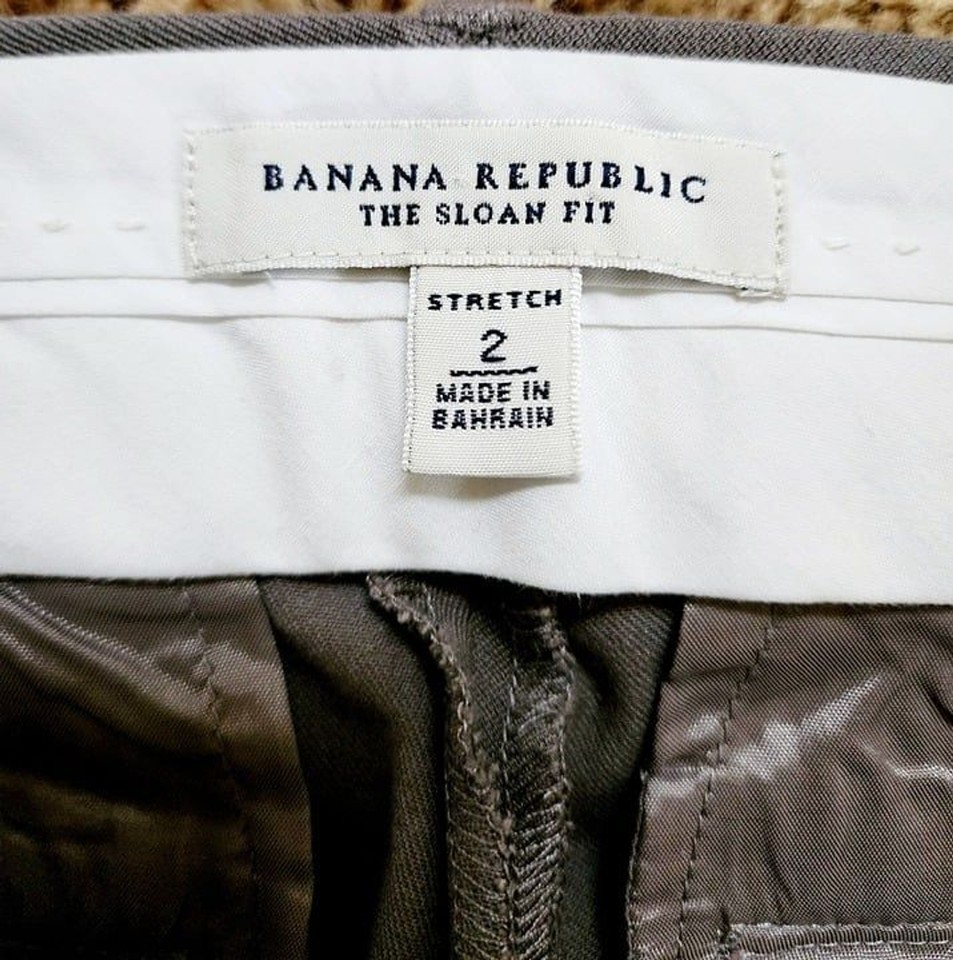 BANANA REPUBLIC
THE SLOAN FIT
STRETCH
2
MADE IN
BAHRAIN